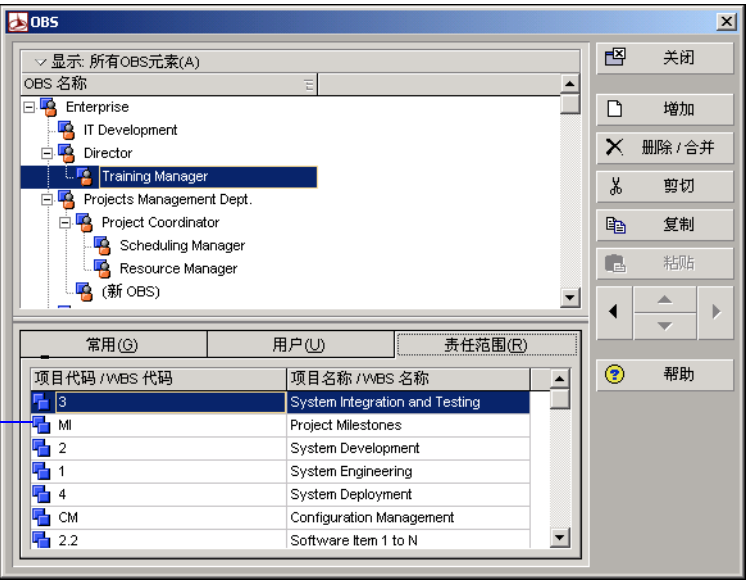 OBS
显示: 所有OBS元素(A)
OBS 名称
Enterprise
IT Development
Director
Training Manager
Projects Management Dept.
Project Coordinator
Scheduling Manager
Resource Manager
(新 OBS)
关闭
增加
删除 / 合并
剪切
复制
粘贴
帮助
常用(G) 用户(U) 责任范围(R)
项目代码 /WBS 代码 项目名称 /WBS 名称
3 System Integration and Testing
MI Project Milestones
2 System Development
1 System Engineering
4 System Deployment
CM Configuration Management
2.2 Software Item 1 to N